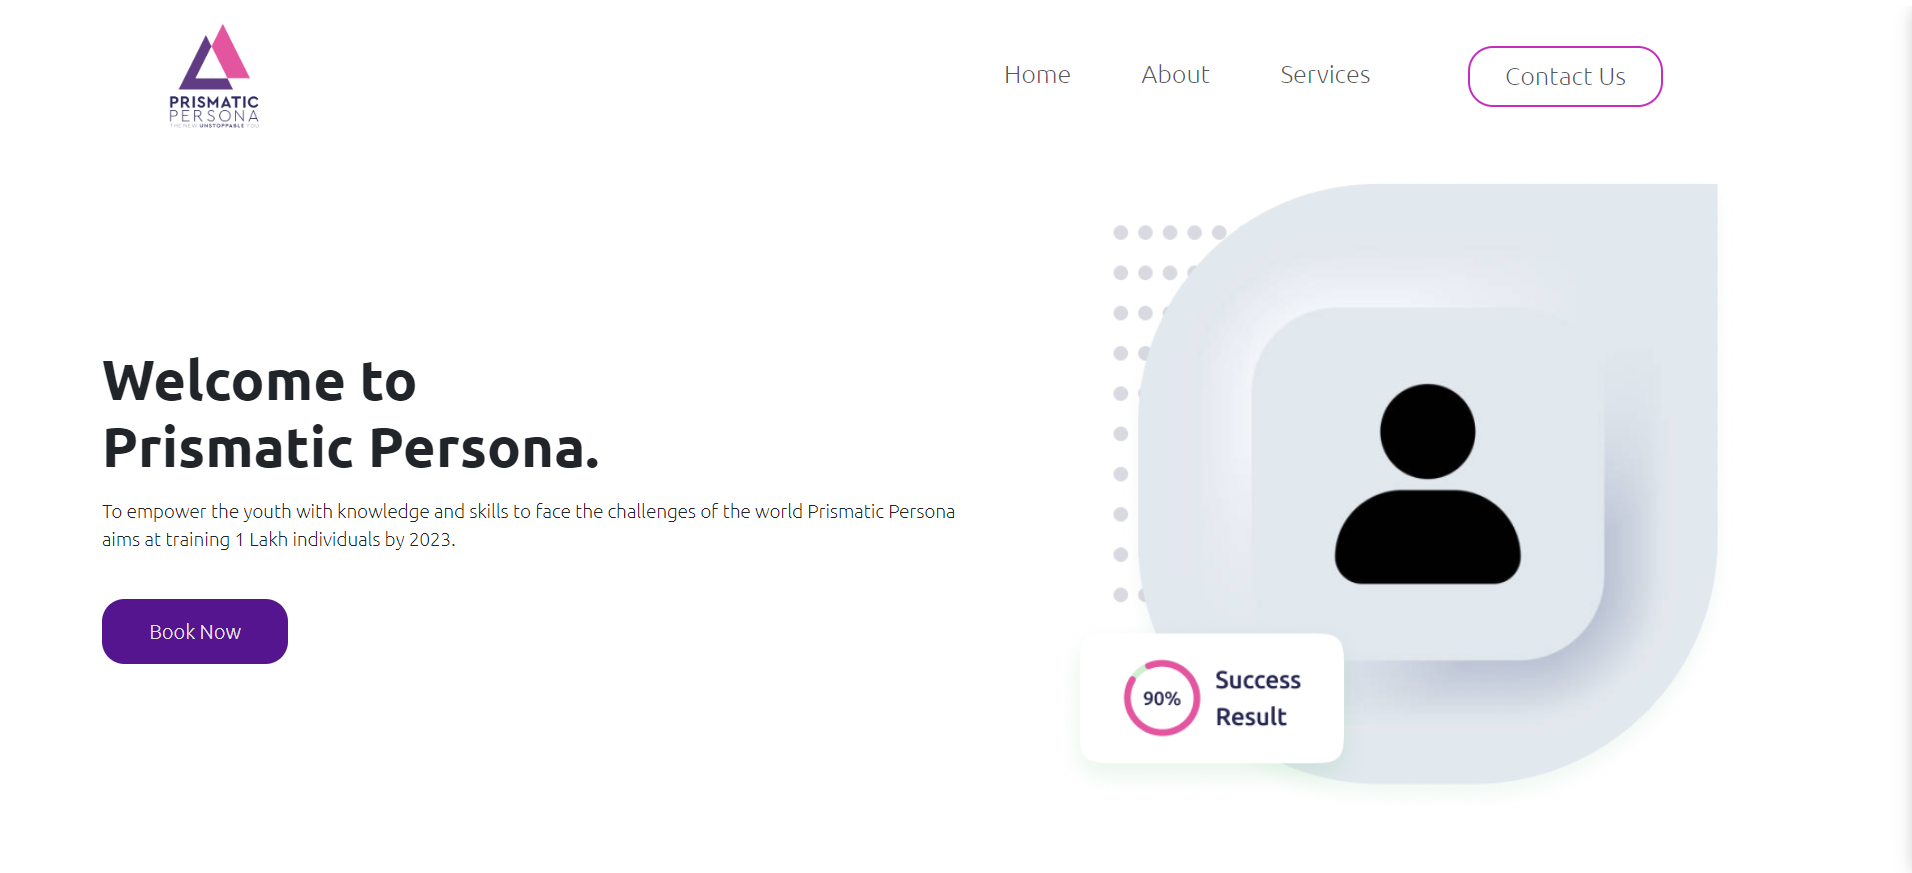 PRISMATIC
PERSONA
THE NEW UNSTOPPABLE YOU
Home
About
Services
Contact Us
Welcome to
Prismatic Persona.
To empower the youth with knowledge and skills to face the challenges of the world Prismatic Persona
aims at training 1 Lakh individuals by 2023.
Book Now
90%
Success
Result